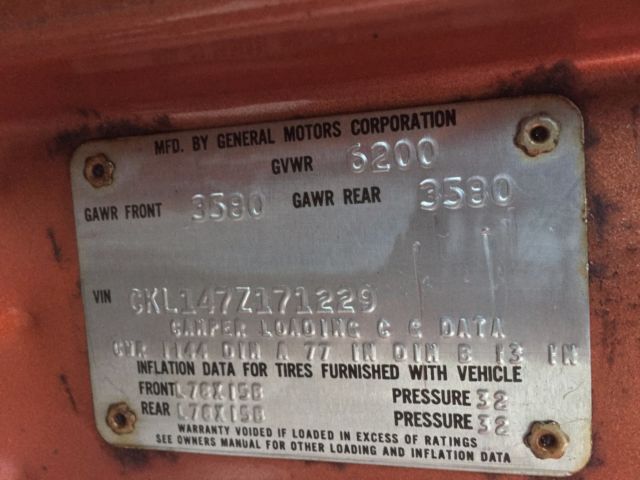 MFD. BY GENERAL MOTORS CORPORATION
GVWR 6200
GAWR FRONT 3580 GAWR REAR 3580
VIN CKL147Z171229
CAMPER LOADING C G DATA
CWR 1144 DIM A 77 IN DIM B 13 IN
INFLATION DATA FOR TIRES FURNISHED WITH VEHICLE
FRONT L78X15B PRESSURE 32
REAR L78X15B PRESSURE 32
WARRANTY VOIDED IF LOADED IN EXCESS OF RATINGS
SEE OWNERS MANUAL FOR OTHER LOADING AND INFLATION DATA